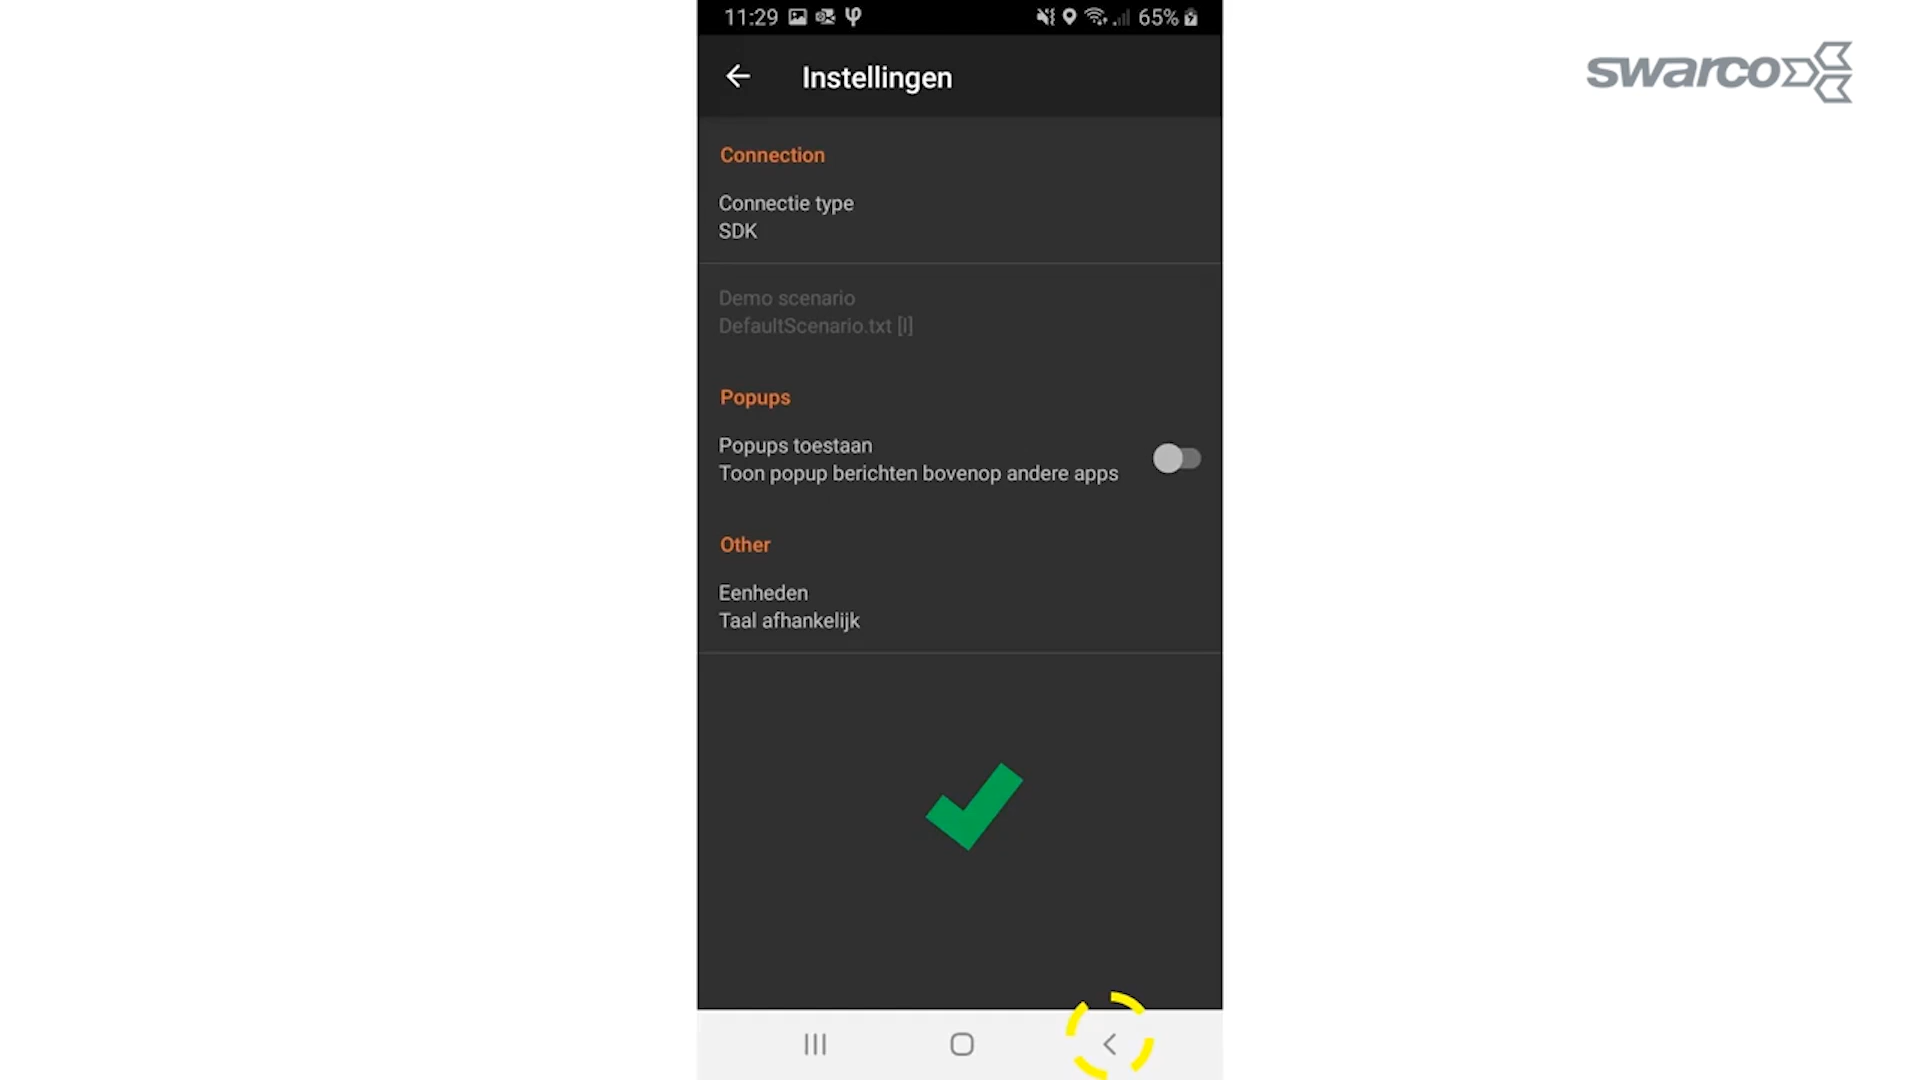 11:29
65%
swarco
Instellingen
Connection
Connectie type
SDK
Demo scenario
DefaultScenario.txt [I]
Popups
Popups toestaan
Toon popup berichten bovenop andere apps
Other
Eenheden
Taal afhankelijk